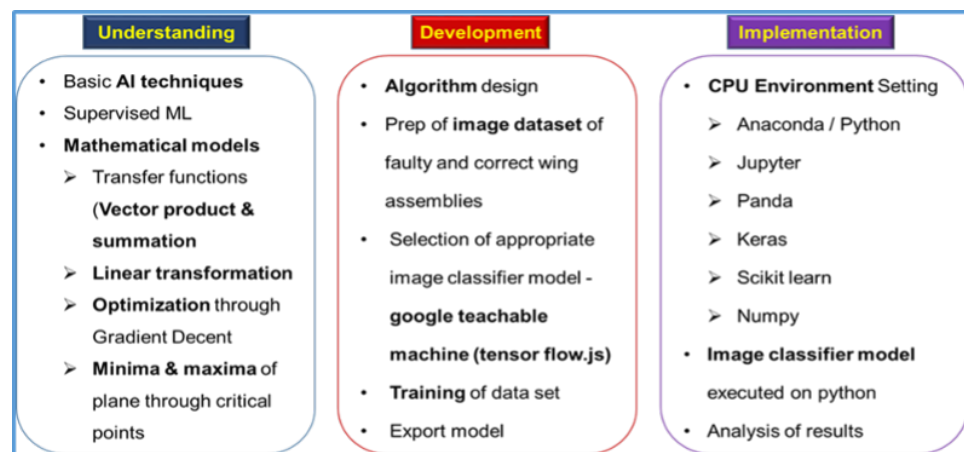 Understanding
• Basic AI techniques
• Supervised ML
• Mathematical models
➢ Transfer functions
(Vector product &
summation
➢ Linear transformation
➢ Optimization through
Gradient Decent
➢ Minima & maxima of
plane through critical
points
Development
• Algorithm design
• Prep of image dataset of
faulty and correct wing
assemblies
• Selection of appropriate
image classifier model -
google teachable
machine (tensor flow.js)
• Training of data set
• Export model
Implementation
• CPU Environment Setting
➢ Anaconda / Python
➢ Jupyter
➢ Panda
➢ Keras
➢ Scikit learn
➢ Numpy
• Image classifier model
executed on python
• Analysis of results